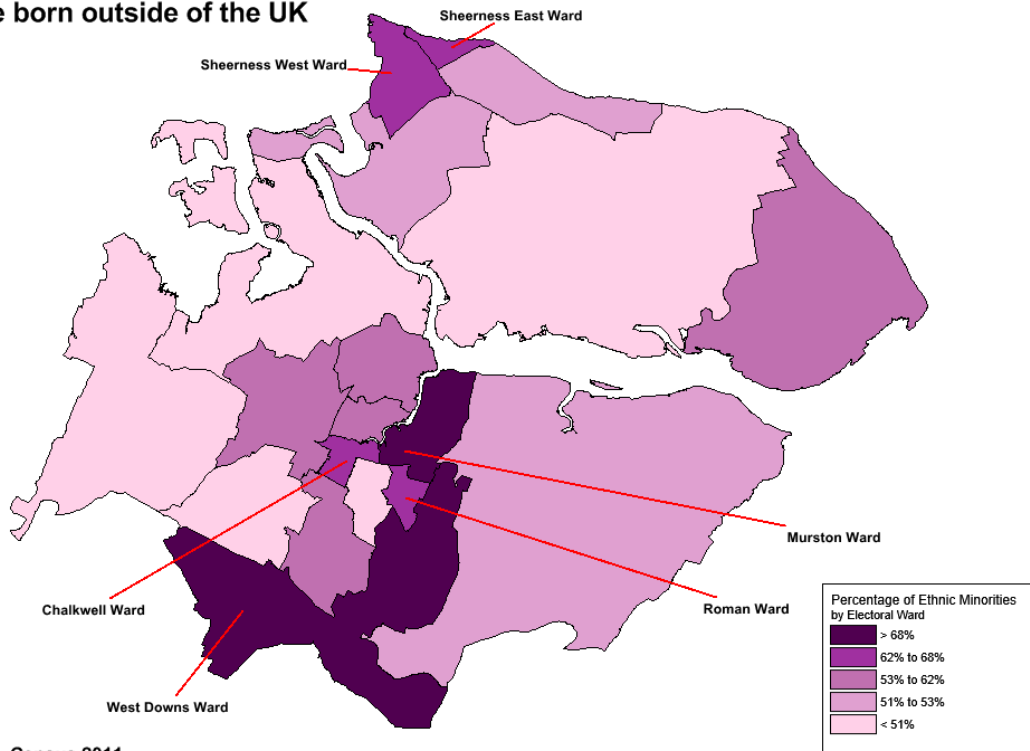 born outside of the UK
Sheerness East Ward
Sheerness West Ward
Murston Ward
Chalkwell Ward
Roman Ward
West Downs Ward
Percentage of Ethnic Minorities
by Electoral Ward
> 68%
62% to 68%
53% to 62%
51% to 53%
< 51%
Census 2011